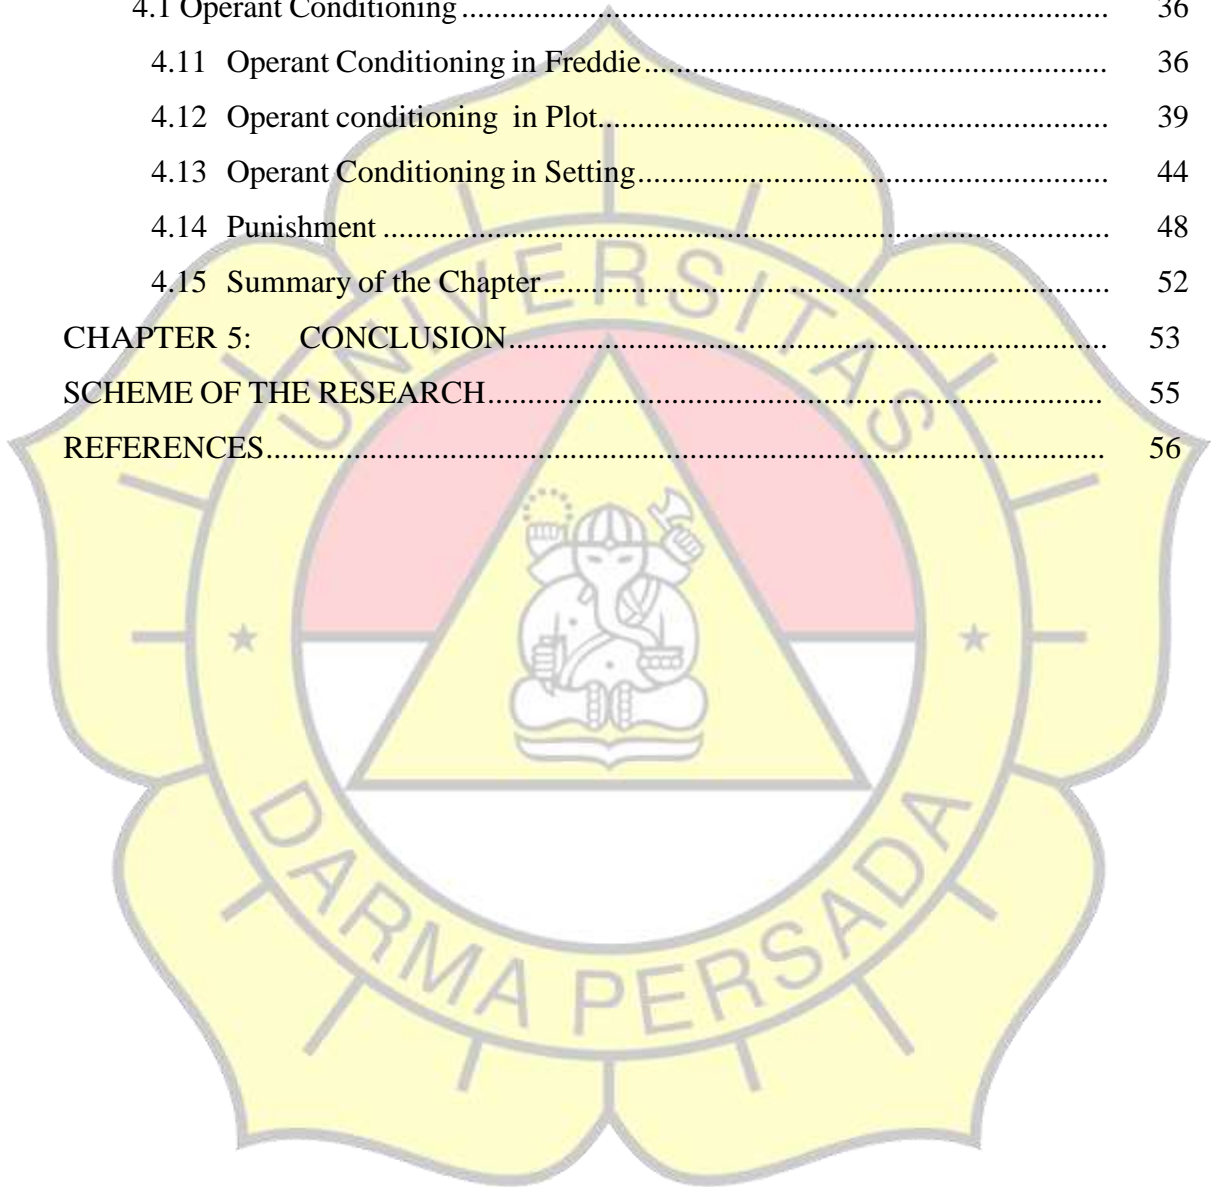 4.1 Operant Conditioning ................................................................................. 36
4.11 Operant Conditioning in Freddie .......................................................... 36
4.12 Operant conditioning in Plot................................................................ 39
4.13 Operant Conditioning in Setting........................................................... 44
4.14 Punishment ........................................................................................... 48
4.15 Summary of the Chapter....................................................................... 52
CHAPTER 5: CONCLUSION........................................................................... 53
SCHEME OF THE RESEARCH............................................................................. 55
REFERENCES......................................................................................................... 56
UNIVERSITAS
DARMA PERSADA